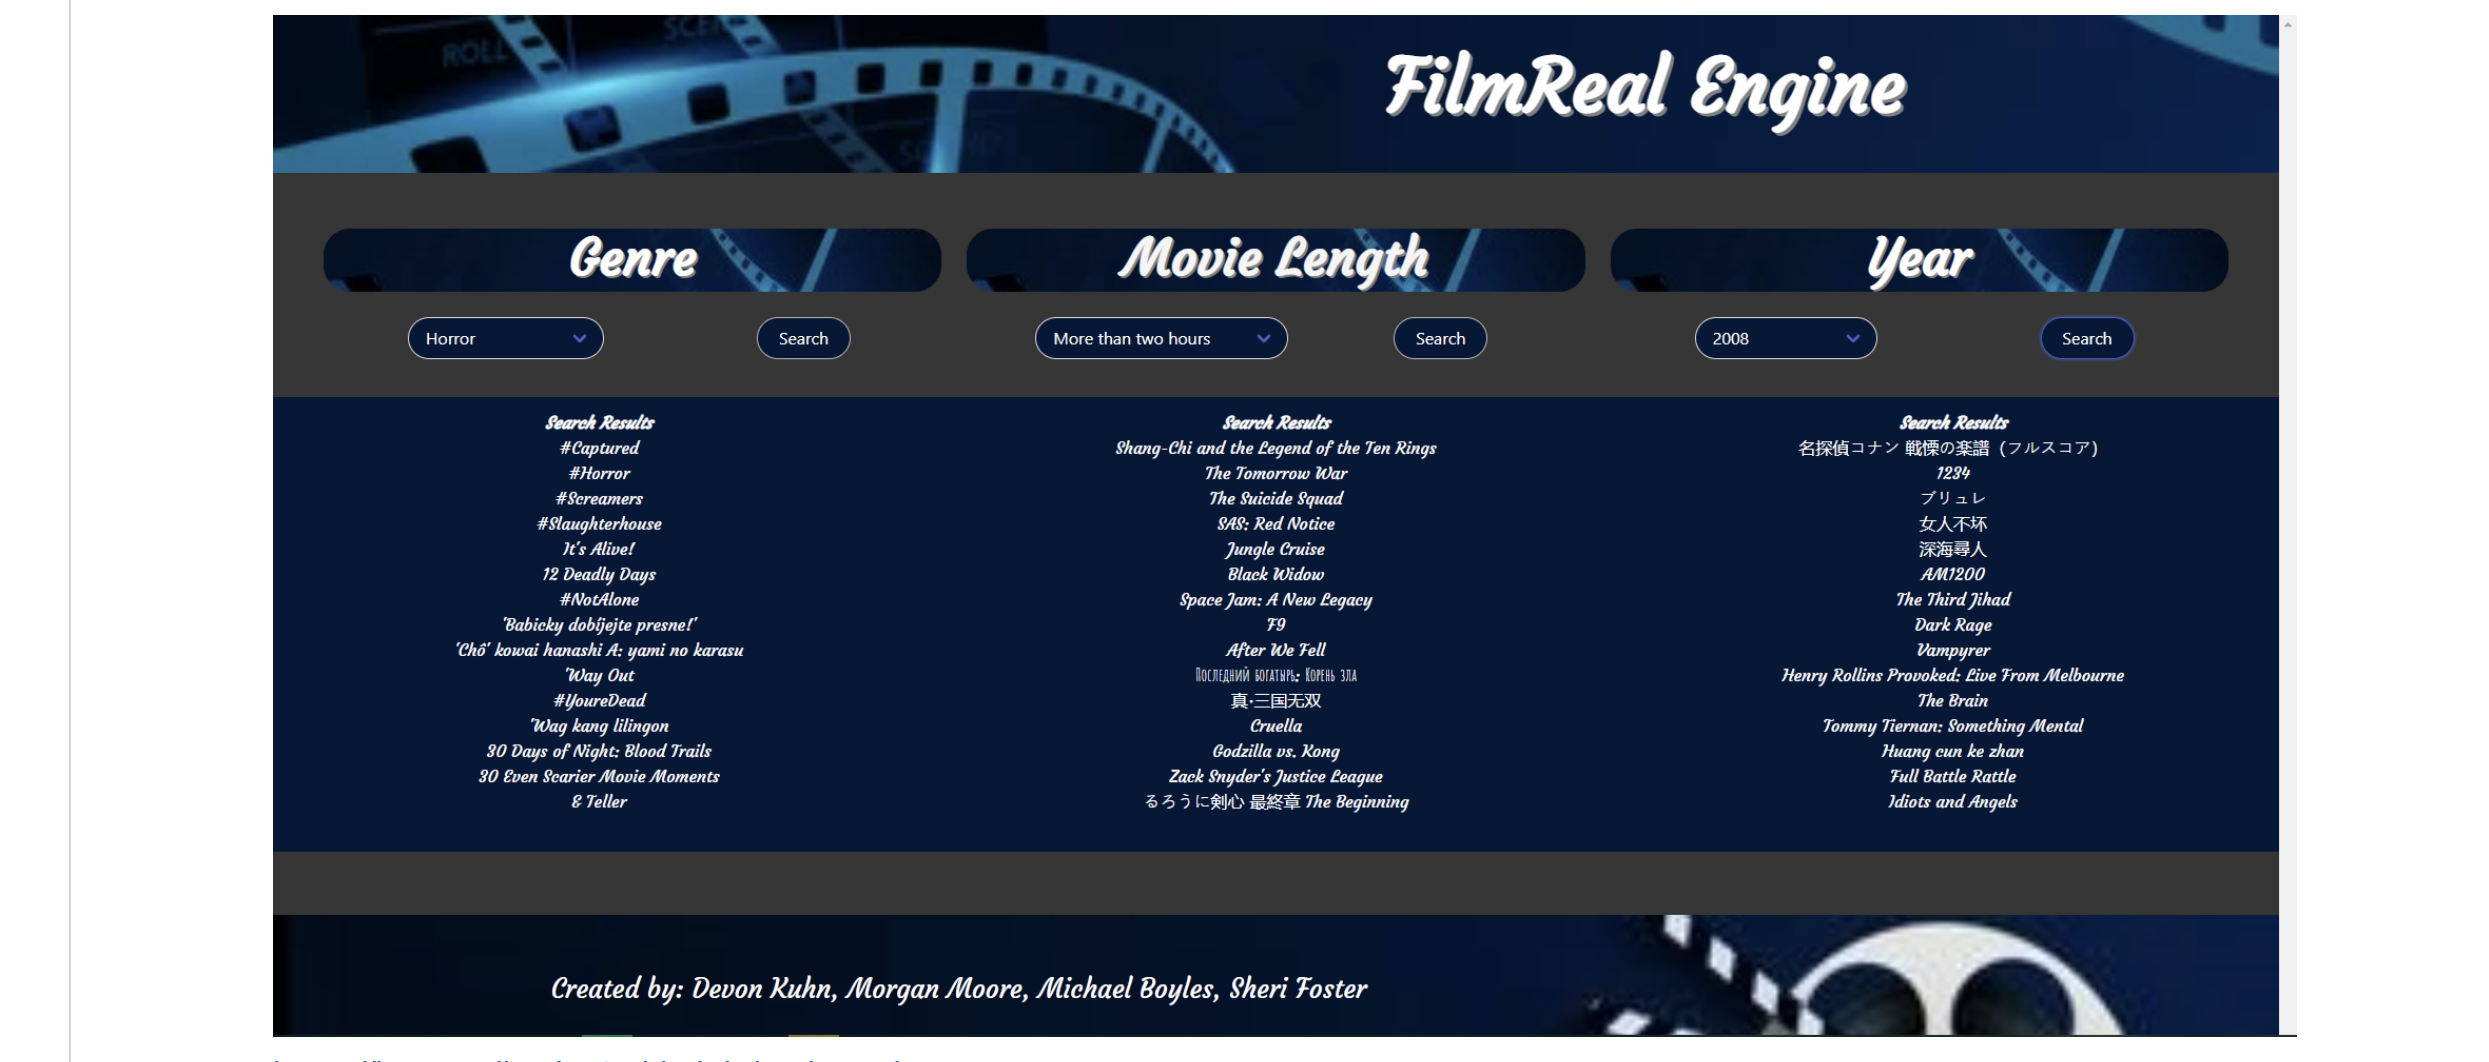 ROLL
FilmReal Engine
Genre
Movie Length
Year
Horror
Search
More than two hours
Search
2008
Search
Search Results
#Captured
#Horror
#Screamers
#Slaughterhouse
It's Alive!
12 Deadly Days
#NotAlone
'Babicky dobíjejte presne!'
'Chô' kowai hanashi A: yami no karasu
'Way Out
#YoureDead
'Wag kang lilingon
30 Days of Night: Blood Trails
30 Even Scarier Movie Moments
& Teller
Search Results
Shang-Chi and the Legend of the Ten Rings
The Tomorrow War
The Suicide Squad
SAS: Red Notice
Jungle Cruise
Black Widow
Space Jam: A New Legacy
F9
After We Fell
Последний богатырь: Корень зла
真·三国无双
Cruella
Godzilla vs. Kong
Zack Snyder's Justice League
るろうに剣心 最終章 The Beginning
Search Results
名探偵コナン 戦慄の楽譜（フルスコア）
1234
ブリュレ
女人不坏
深海尋人
AM1200
The Third Jihad
Dark Rage
Vampyrer
Henry Rollins Provoked: Live From Melbourne
The Brain
Tommy Tiernan: Something Mental
Huang cun ke zhan
Full Battle Rattle
Idiots and Angels
Created by: Devon Kuhn, Morgan Moore, Michael Boyles, Sheri Foster